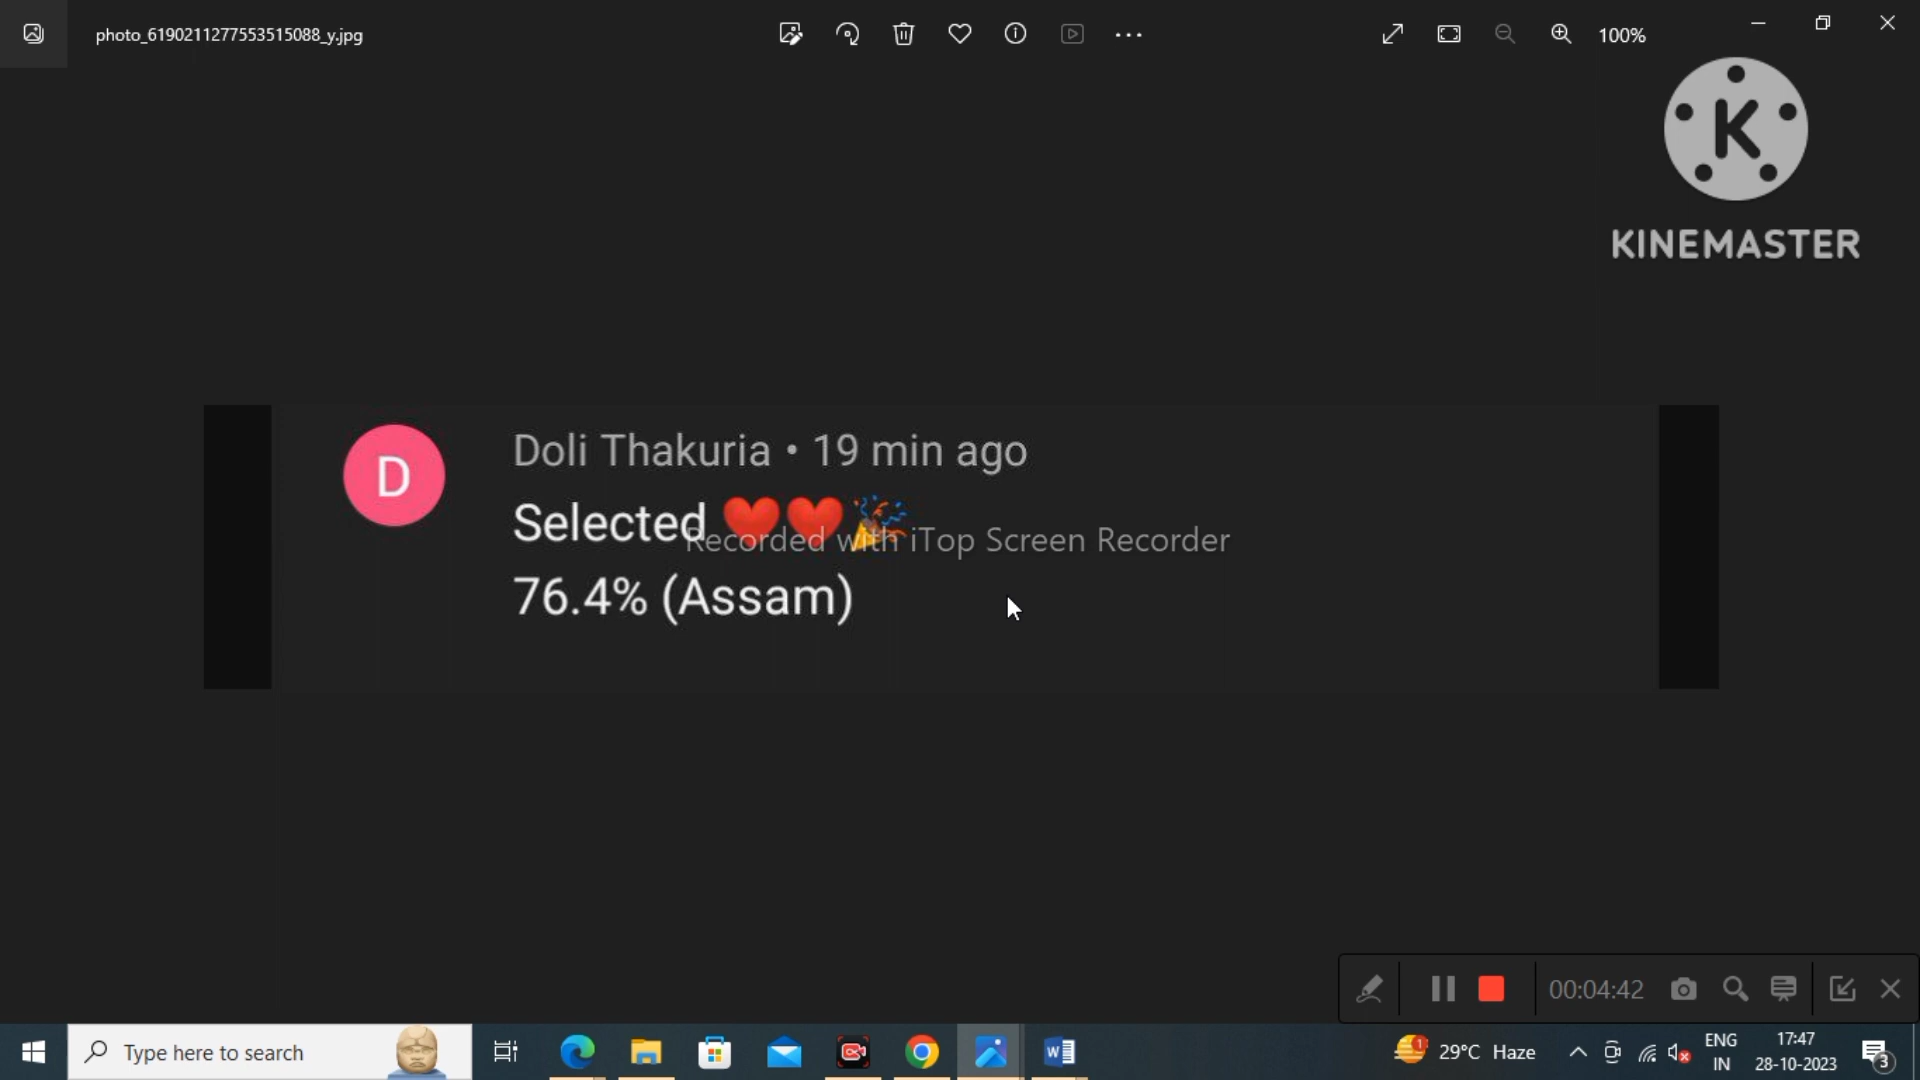 photo_6190211277553515088_y.jpg
100%
K
KINEMASTER
D
Doli Thakuria • 19 min ago
Selected ❤️❤️🎉
Recorded with iTop Screen Recorder
76.4% (Assam)
00:04:42
Type here to search
W
1
29°C Haze
ENG
IN
17:47
28-10-2023
3